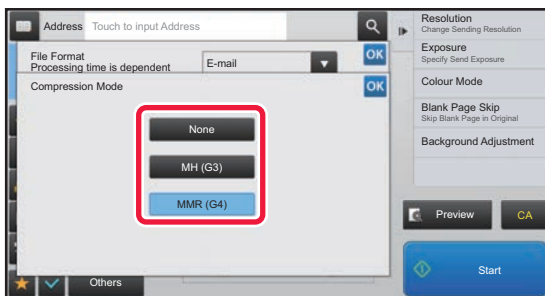 Address Touch to input Address
File Format
Processing time is dependent
E-mail
OK
Compression Mode
OK
None
MH (G3)
MMR (G4)
Others
Resolution
Change Sending Resolution
Exposure
Specify Send Exposure
Colour Mode
Blank Page Skip
Skip Blank Page in Original
Background Adjustment
Preview
CA
Start